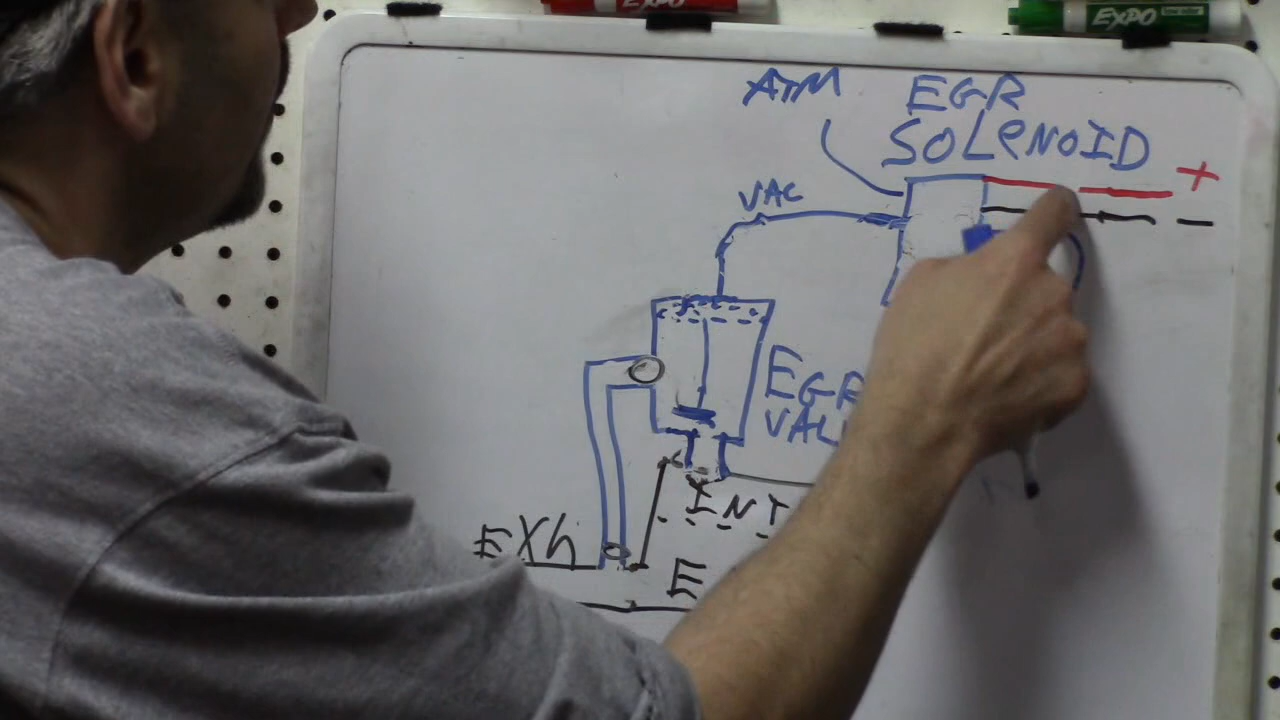 EXPO
EXPO
ATM
EGR
SOLENOID
+
VAC
-
EGR
VAL
INT
EXH
E